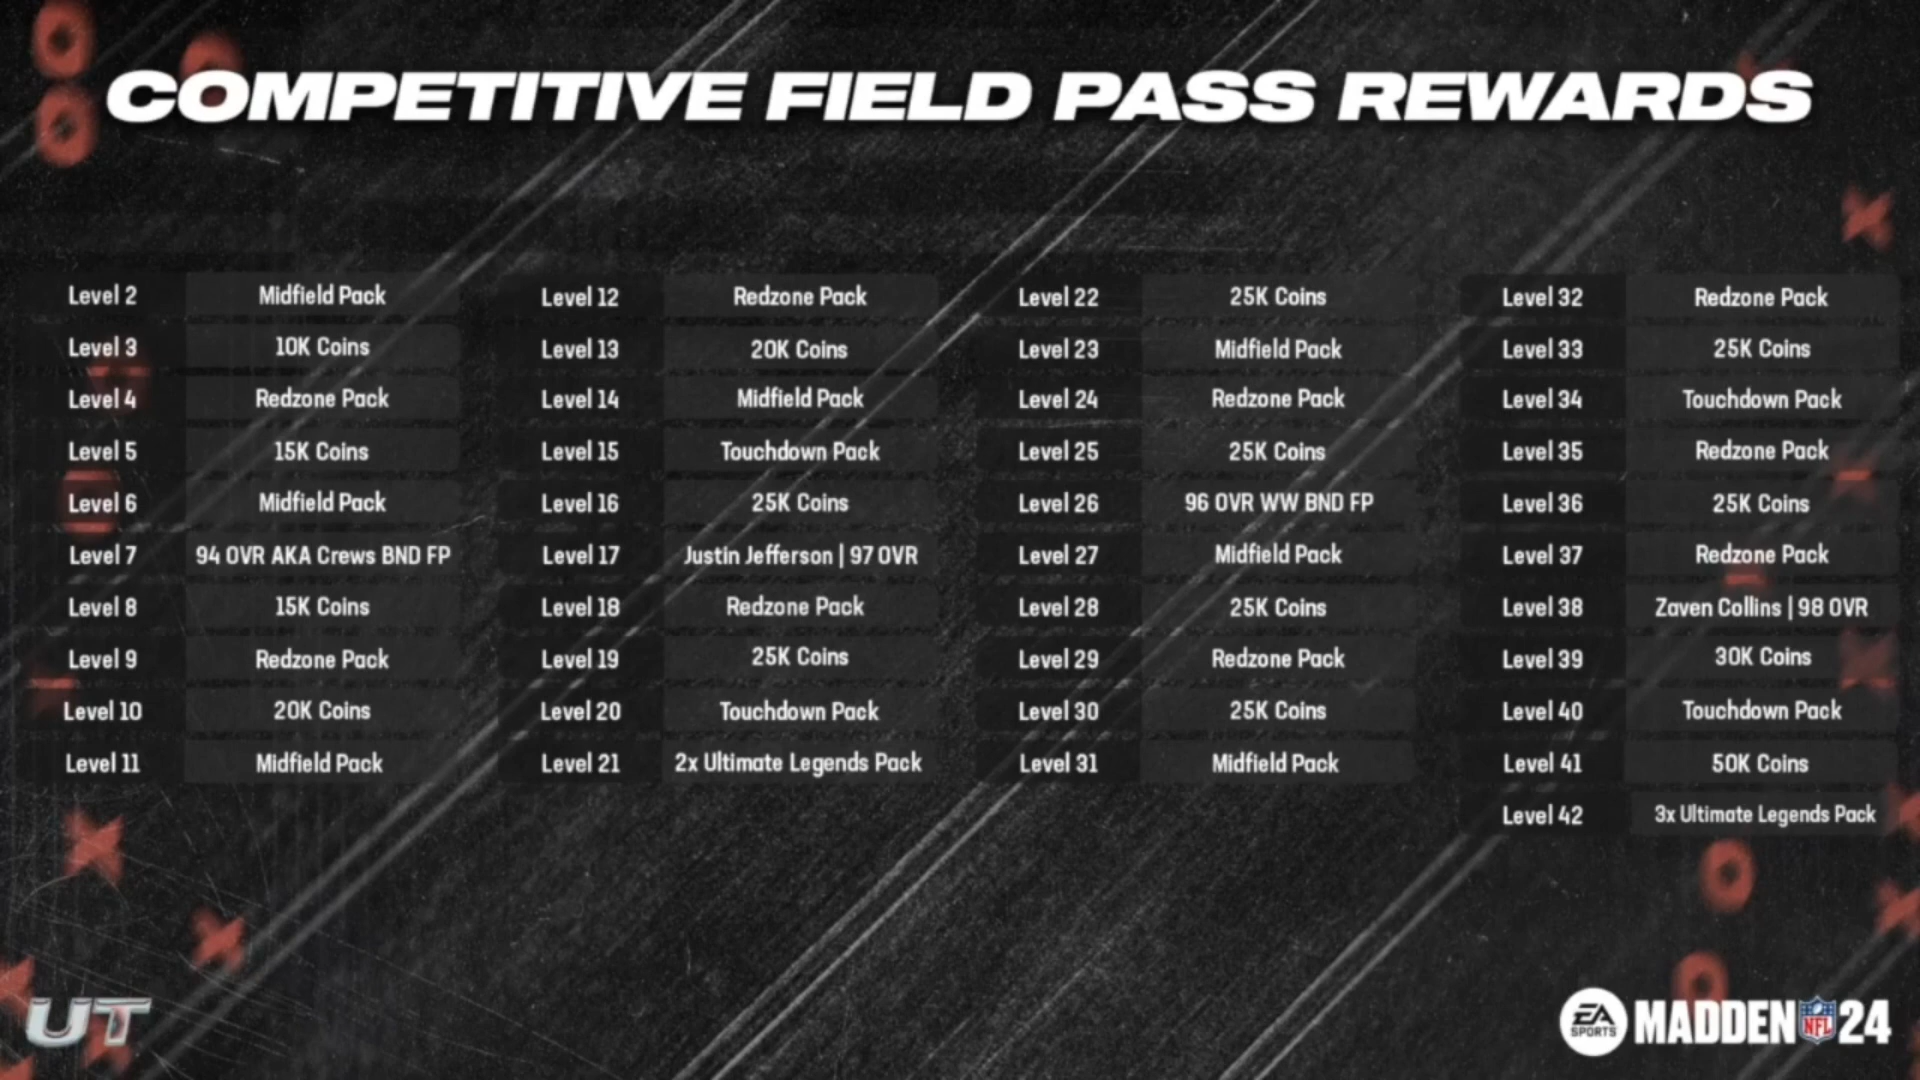 COMPETITIVE FIELD PASS REWARDS
Level 2 Midfield Pack
Level 3 10K Coins
Level 4 Redzone Pack
Level 5 15K Coins
Level 6 Midfield Pack
Level 7 94 OVR AKA Crews BND FP
Level 8 15K Coins
Level 9 Redzone Pack
Level 10 20K Coins
Level 11 Midfield Pack
Level 12 Redzone Pack
Level 13 20K Coins
Level 14 Midfield Pack
Level 15 Touchdown Pack
Level 16 25K Coins
Level 17 Justin Jefferson | 97 OVR
Level 18 Redzone Pack
Level 19 25K Coins
Level 20 Touchdown Pack
Level 21 2x Ultimate Legends Pack
Level 22 25K Coins
Level 23 Midfield Pack
Level 24 Redzone Pack
Level 25 25K Coins
Level 26 96 OVR WW BND FP
Level 27 Midfield Pack
Level 28 25K Coins
Level 29 Redzone Pack
Level 30 25K Coins
Level 31 Midfield Pack
Level 32 Redzone Pack
Level 33 25K Coins
Level 34 Touchdown Pack
Level 35 Redzone Pack
Level 36 25K Coins
Level 37 Redzone Pack
Level 38 Zaven Collins | 98 OVR
Level 39 30K Coins
Level 40 Touchdown Pack
Level 41 50K Coins
Level 42 3x Ultimate Legends Pack
UT
EA SPORTS MADDEN NFL 24